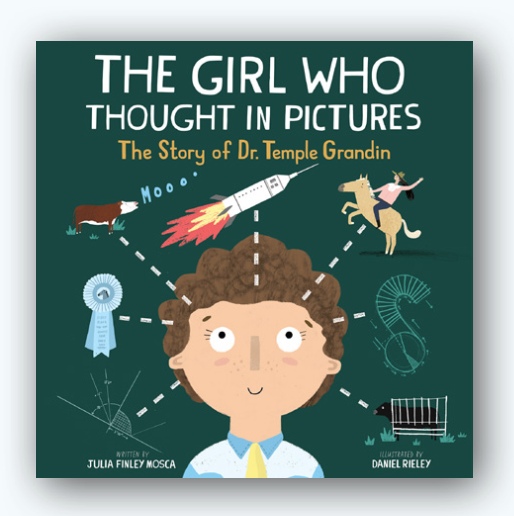 THE GIRL WHO
THOUGHT IN PICTURES
The Story of Dr. Temple Grandin
Mooo'
WRITTEN BY
JULIA FINLEY MOSCA
ILLUSTRATED BY
DANIEL RIELEY